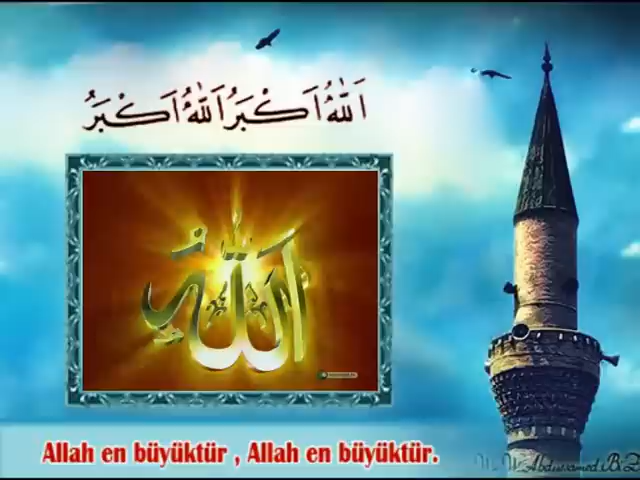 اَللّٰهُ اَكْبَرُ اَللّٰهُ اَكْبَرُ
الله
Allah en büyüktür , Allah en büyüktür.